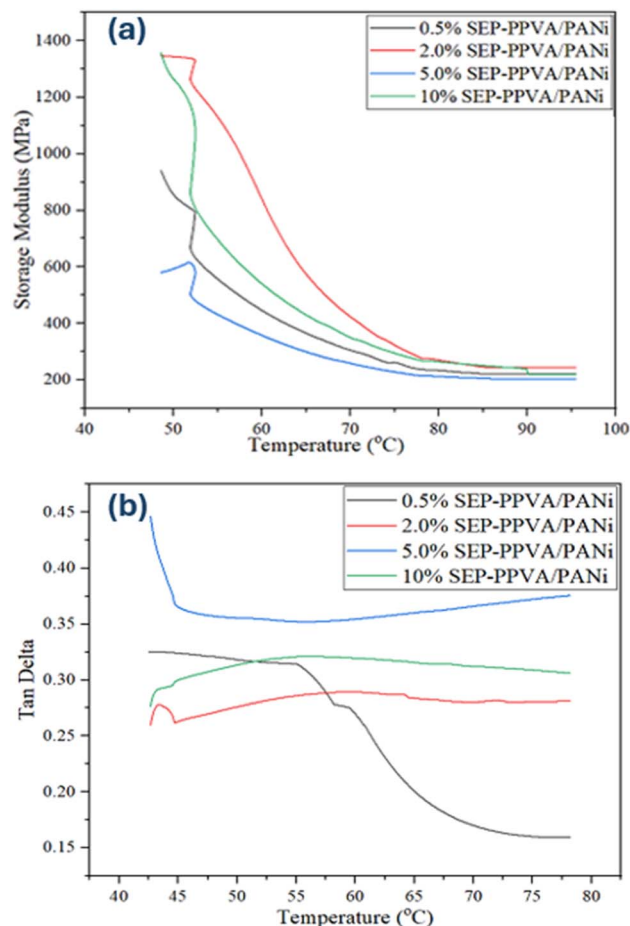 (a)
0.5% SEP-PPVA/PANi
2.0% SEP-PPVA/PANi
5.0% SEP-PPVA/PANi
10% SEP-PPVA/PANi
Storage Modulus (MPa)
1400
1200
1000
800
600
400
200
40 50 60 70 80 90 100
Temperature (°C)
(b)
0.5% SEP-PPVA/PANi
2.0% SEP-PPVA/PANi
5.0% SEP-PPVA/PANi
10% SEP-PPVA/PANi
Tan Delta
0.45
0.40
0.35
0.30
0.25
0.20
0.15
40 45 50 55 60 65 70 75 80
Temperature (°C)